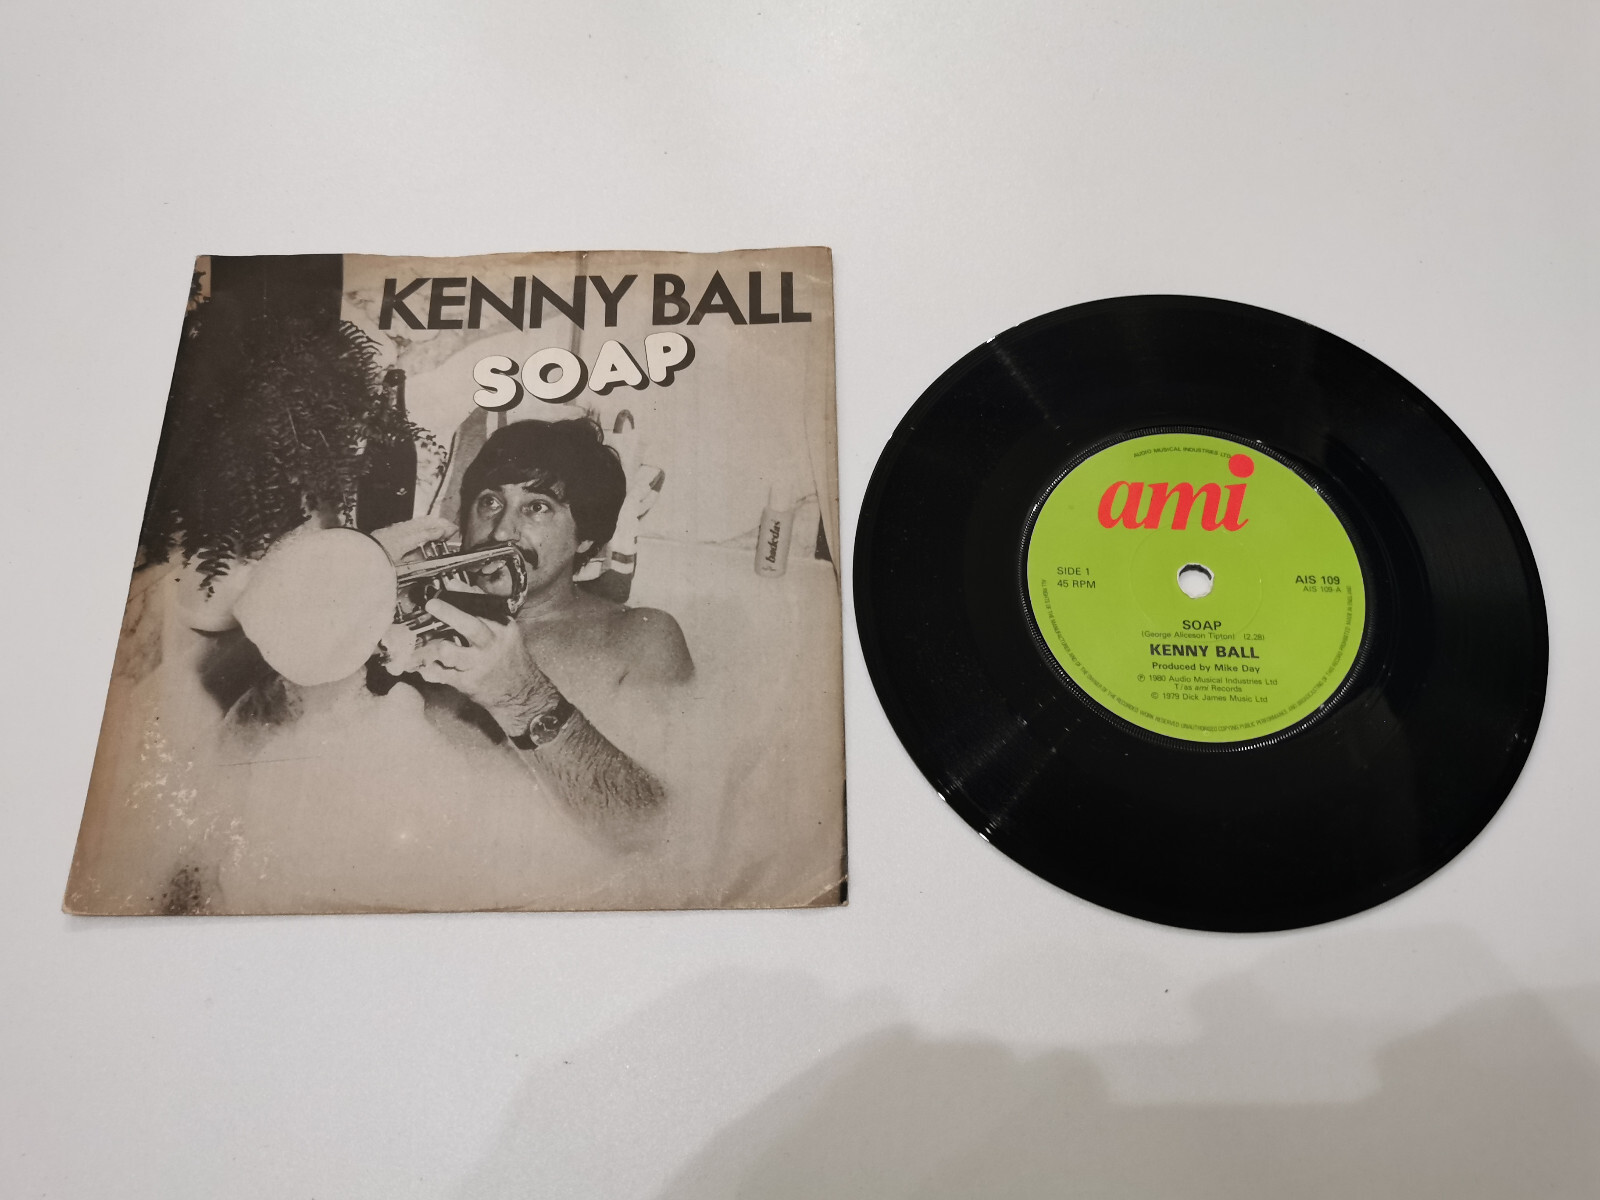 KENNY BALL
SOAP
badedas
AUDIO MUSICAL INDUSTRIES LTD
ami
SIDE 1
45 RPM
AIS 109
AIS 109 A
SOAP
(George Aliceson Tipton) (2.28)
KENNY BALL
Produced by Mike Day
℗ 1980 Audio Musical Industries Ltd
T/as ami Records
© 1979 Dick James Music Ltd